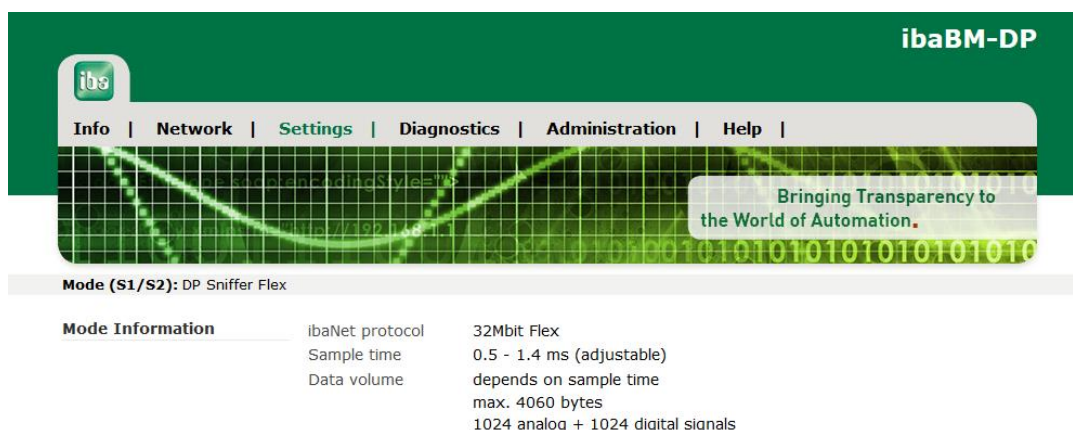 ibaBM-DP
iba
Info | Network | Settings | Diagnostics | Administration | Help |
Bringing Transparency to
the World of Automation.
Mode (S1/S2): DP Sniffer Flex
Mode Information
ibaNet protocol 32Mbit Flex
Sample time 0.5 - 1.4 ms (adjustable)
Data volume depends on sample time
max. 4060 bytes
1024 analog + 1024 digital signals